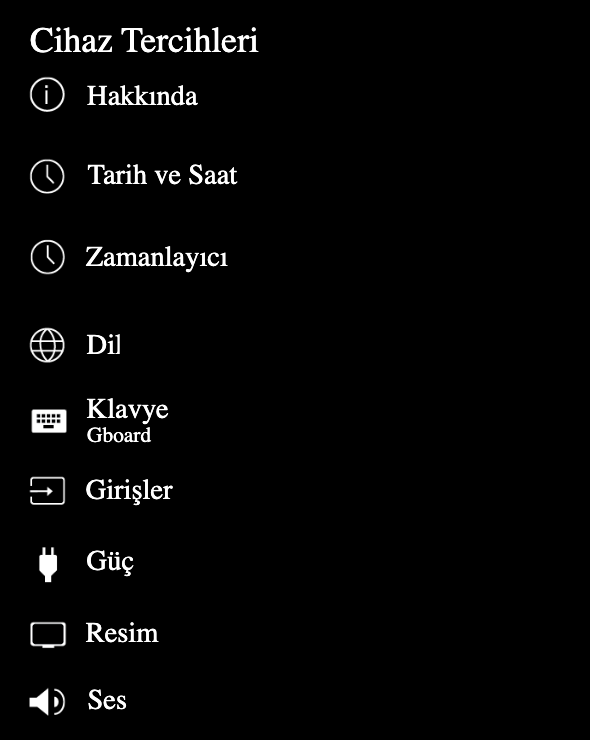 Cihaz Tercihleri
Hakkında
Tarih ve Saat
Zamanlayıcı
Dil
Klavye
Gboard
Girişler
Güç
Resim
Ses